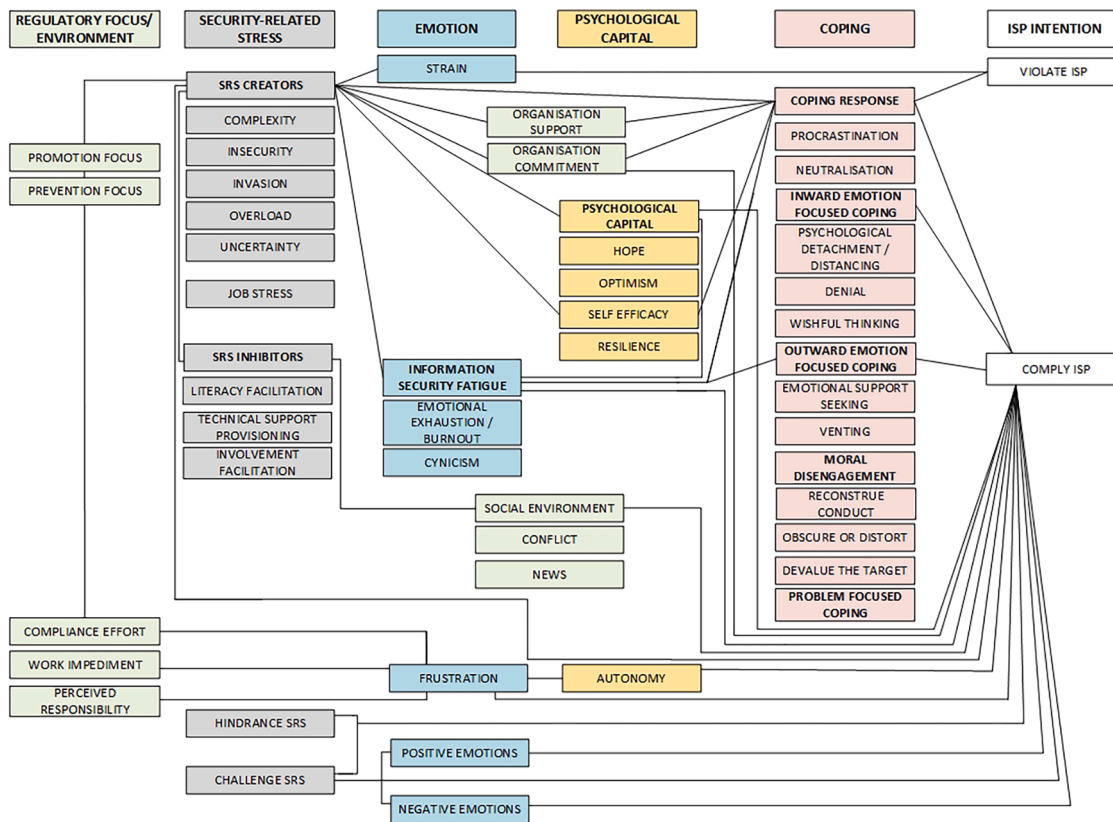 REGULATORY FOCUS/
ENVIRONMENT
SECURITY-RELATED
STRESS
EMOTION
PSYCHOLOGICAL
CAPITAL
COPING
ISP INTENTION
STRAIN
VIOLATE ISP
SRS CREATORS
COPING RESPONSE
COMPLEXITY
ORGANISATION
SUPPORT
PROCRASTINATION
PROMOTION FOCUS
INSECURITY
ORGANISATION
COMMITMENT
NEUTRALISATION
PREVENTION FOCUS
INVASION
INWARD EMOTION
FOCUSED COPING
OVERLOAD
PSYCHOLOGICAL
CAPITAL
UNCERTAINTY
HOPE
PSYCHOLOGICAL
DETACHMENT /
DISTANCING
JOB STRESS
OPTIMISM
DENIAL
SELF EFFICACY
WISHFUL THINKING
SRS INHIBITORS
RESILIENCE
OUTWARD EMOTION
FOCUSED COPING
INFORMATION
SECURITY FATIGUE
COMPLY ISP
LITERACY FACILITATION
EMOTIONAL SUPPORT
SEEKING
TECHNICAL SUPPORT
PROVISIONING
EMOTIONAL
EXHAUSTION /
BURNOUT
VENTING
INVOLVEMENT
FACILITATION
CYNICISM
MORAL
DISENGAGEMENT
SOCIAL ENVIRONMENT
RECONSTRUE
CONDUCT
CONFLICT
OBSCURE OR DISTORT
NEWS
DEVALUE THE TARGET
PROBLEM FOCUSED
COPING
COMPLIANCE EFFORT
WORK IMPEDIMENT
FRUSTRATION
AUTONOMY
PERCEIVED
RESPONSIBILITY
HINDRANCE SRS
POSITIVE EMOTIONS
CHALLENGE SRS
NEGATIVE EMOTIONS